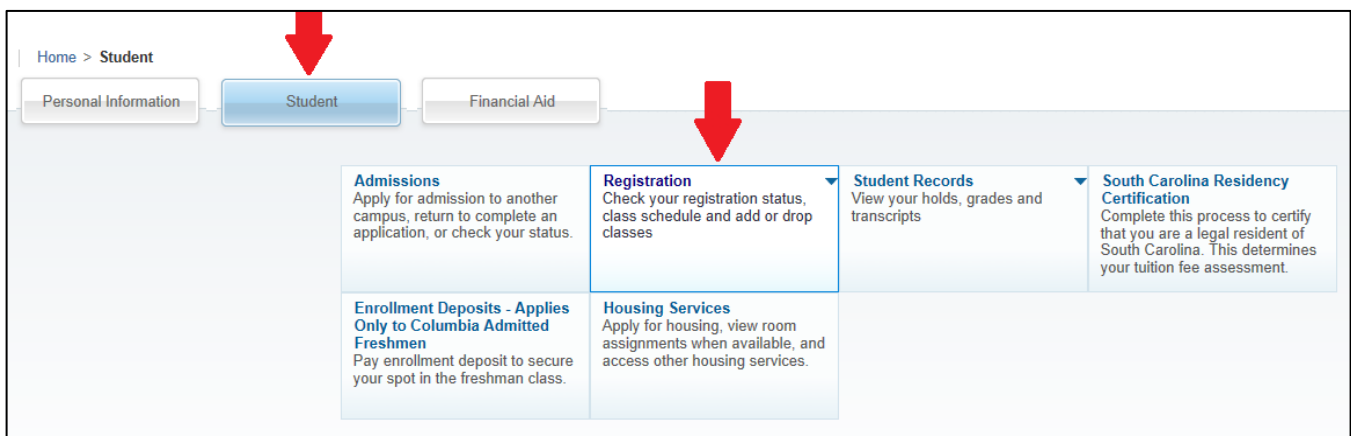 Home > Student
Personal Information
Student
Financial Aid
Admissions
Apply for admission to another
campus, return to complete an
application, or check your status.
Registration
Check your registration status,
class schedule and add or drop
classes
Student Records
View your holds, grades and
transcripts
South Carolina Residency
Certification
Complete this process to certify
that you are a legal resident of
South Carolina. This determines
your tuition fee assessment.
Enrollment Deposits - Applies
Only to Columbia Admitted
Freshmen
Pay enrollment deposit to secure
your spot in the freshman class.
Housing Services
Apply for housing, view room
assignments when available, and
access other housing services.